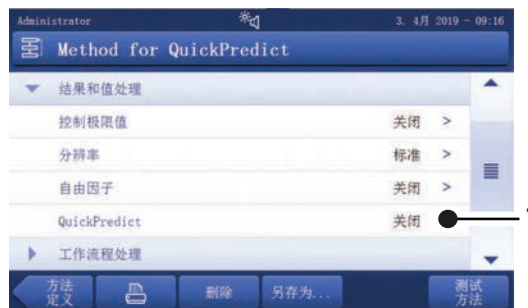 Administrator 3. 4月 2019 - 09:16
Method for QuickPredict
结果和值处理
控制极限值 关闭 >
分辨率 标准 >
自由因子 关闭 >
QuickPredict 关闭
工作流程处理
方法定义 删除 另存为... 测试方法